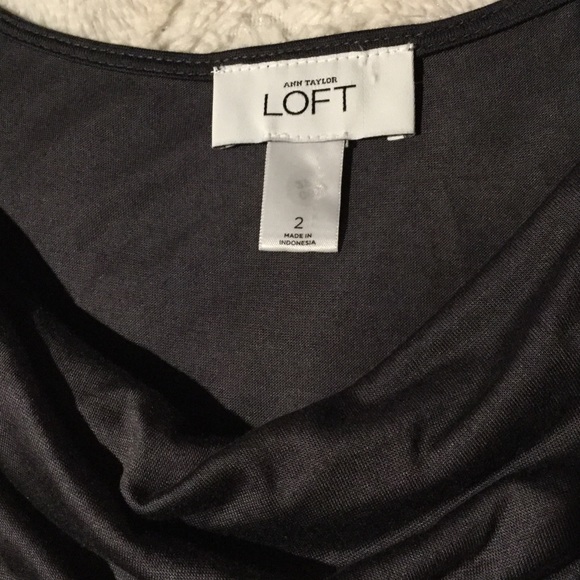 ANN TAYLOR
LOFT
2
MADE IN
INDONESIA